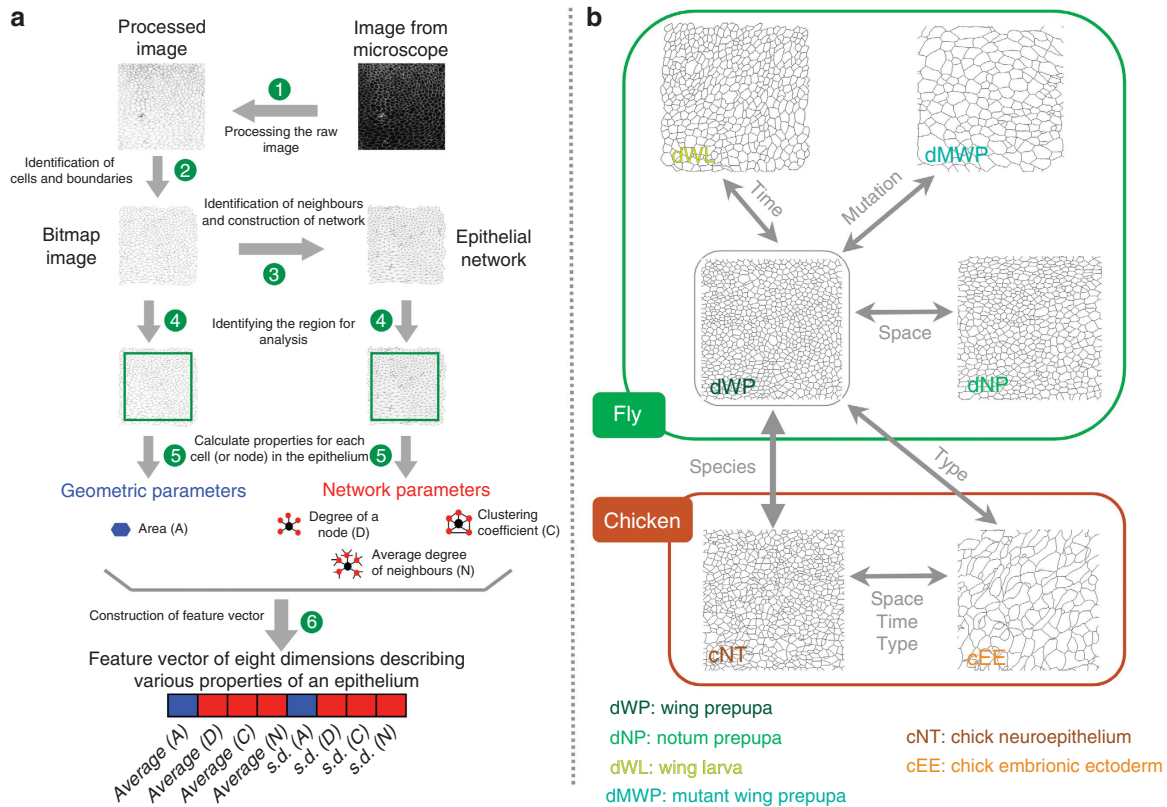 a
Processed
image
Image from
microscope
1
Processing the raw
image
Identification of
cells and boundaries
2
Identification of neighbours
and construction of network
Bitmap
image
3
Epithelial
network
4
Identifying the region for
analysis
4
5
Calculate properties for each
cell (or node) in the epithelium
5
Geometric parameters
Network parameters
Area (A)
Degree of a
node (D)
Clustering
coefficient (C)
Average degree
of neighbours (N)
Construction of feature vector
6
Feature vector of eight dimensions describing
various properties of an epithelium
Average (A)
Average (D)
Average (C)
Average (N)
s.d. (A)
s.d. (D)
s.d. (C)
s.d. (N)
b
dWL
dMWP
Time
Mutation
dWP
Space
dNP
Fly
Species
Type
Chicken
cNT
Space
Time
Type
cEE
dWP: wing prepupa
dNP: notum prepupa
dWL: wing larva
dMWP: mutant wing prepupa
cNT: chick neuroepithelium
cEE: chick embrionic ectoderm